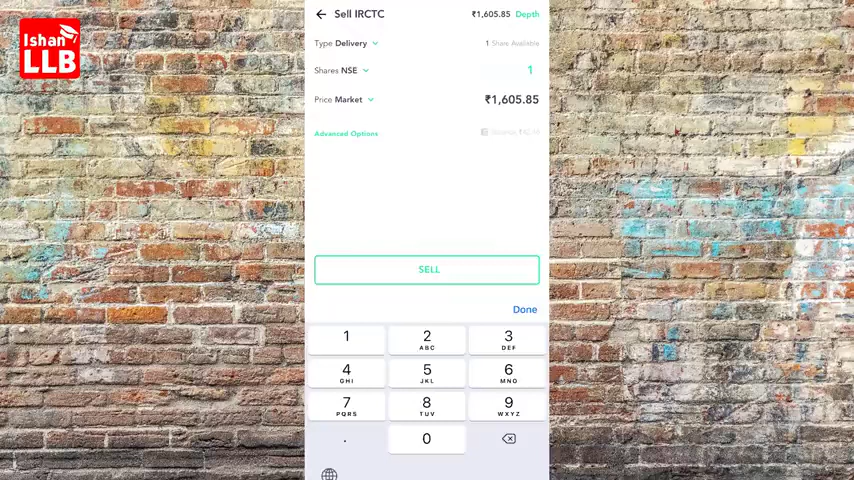 Ishan
LLB
Sell IRCTC ₹1,605.85 Depth
Type Delivery 1 Share Available
Shares NSE 1
Price Market ₹1,605.85
Advanced Options
SELL
Done
1 2 3
ABC DEF
4 5 6
GHI JKL MNO
7 8 9
PQRS TUV WXYZ
. 0